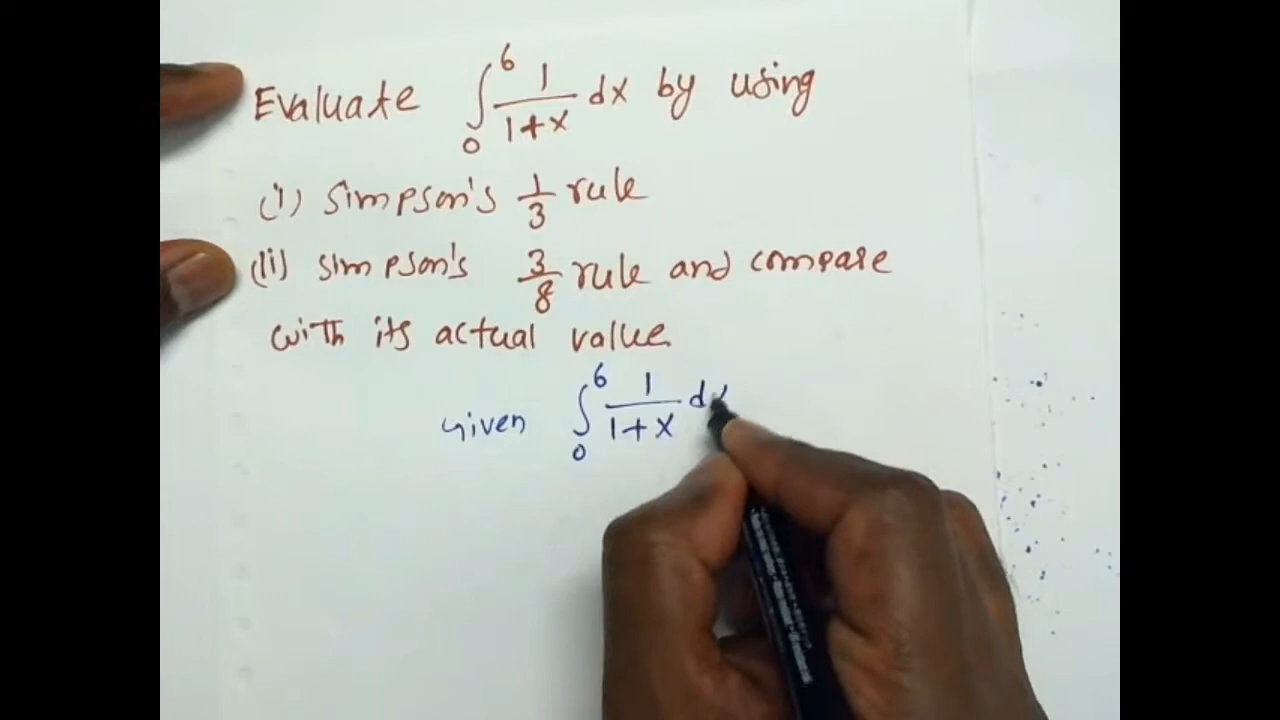 Evaluate ∫₀⁶ 1/(1+x) dx by using
(i) Simpson's 1/3 rule
(ii) Simpson's 3/8 rule and compare
with its actual value.
Given ∫₀⁶ 1/(1+x) dx